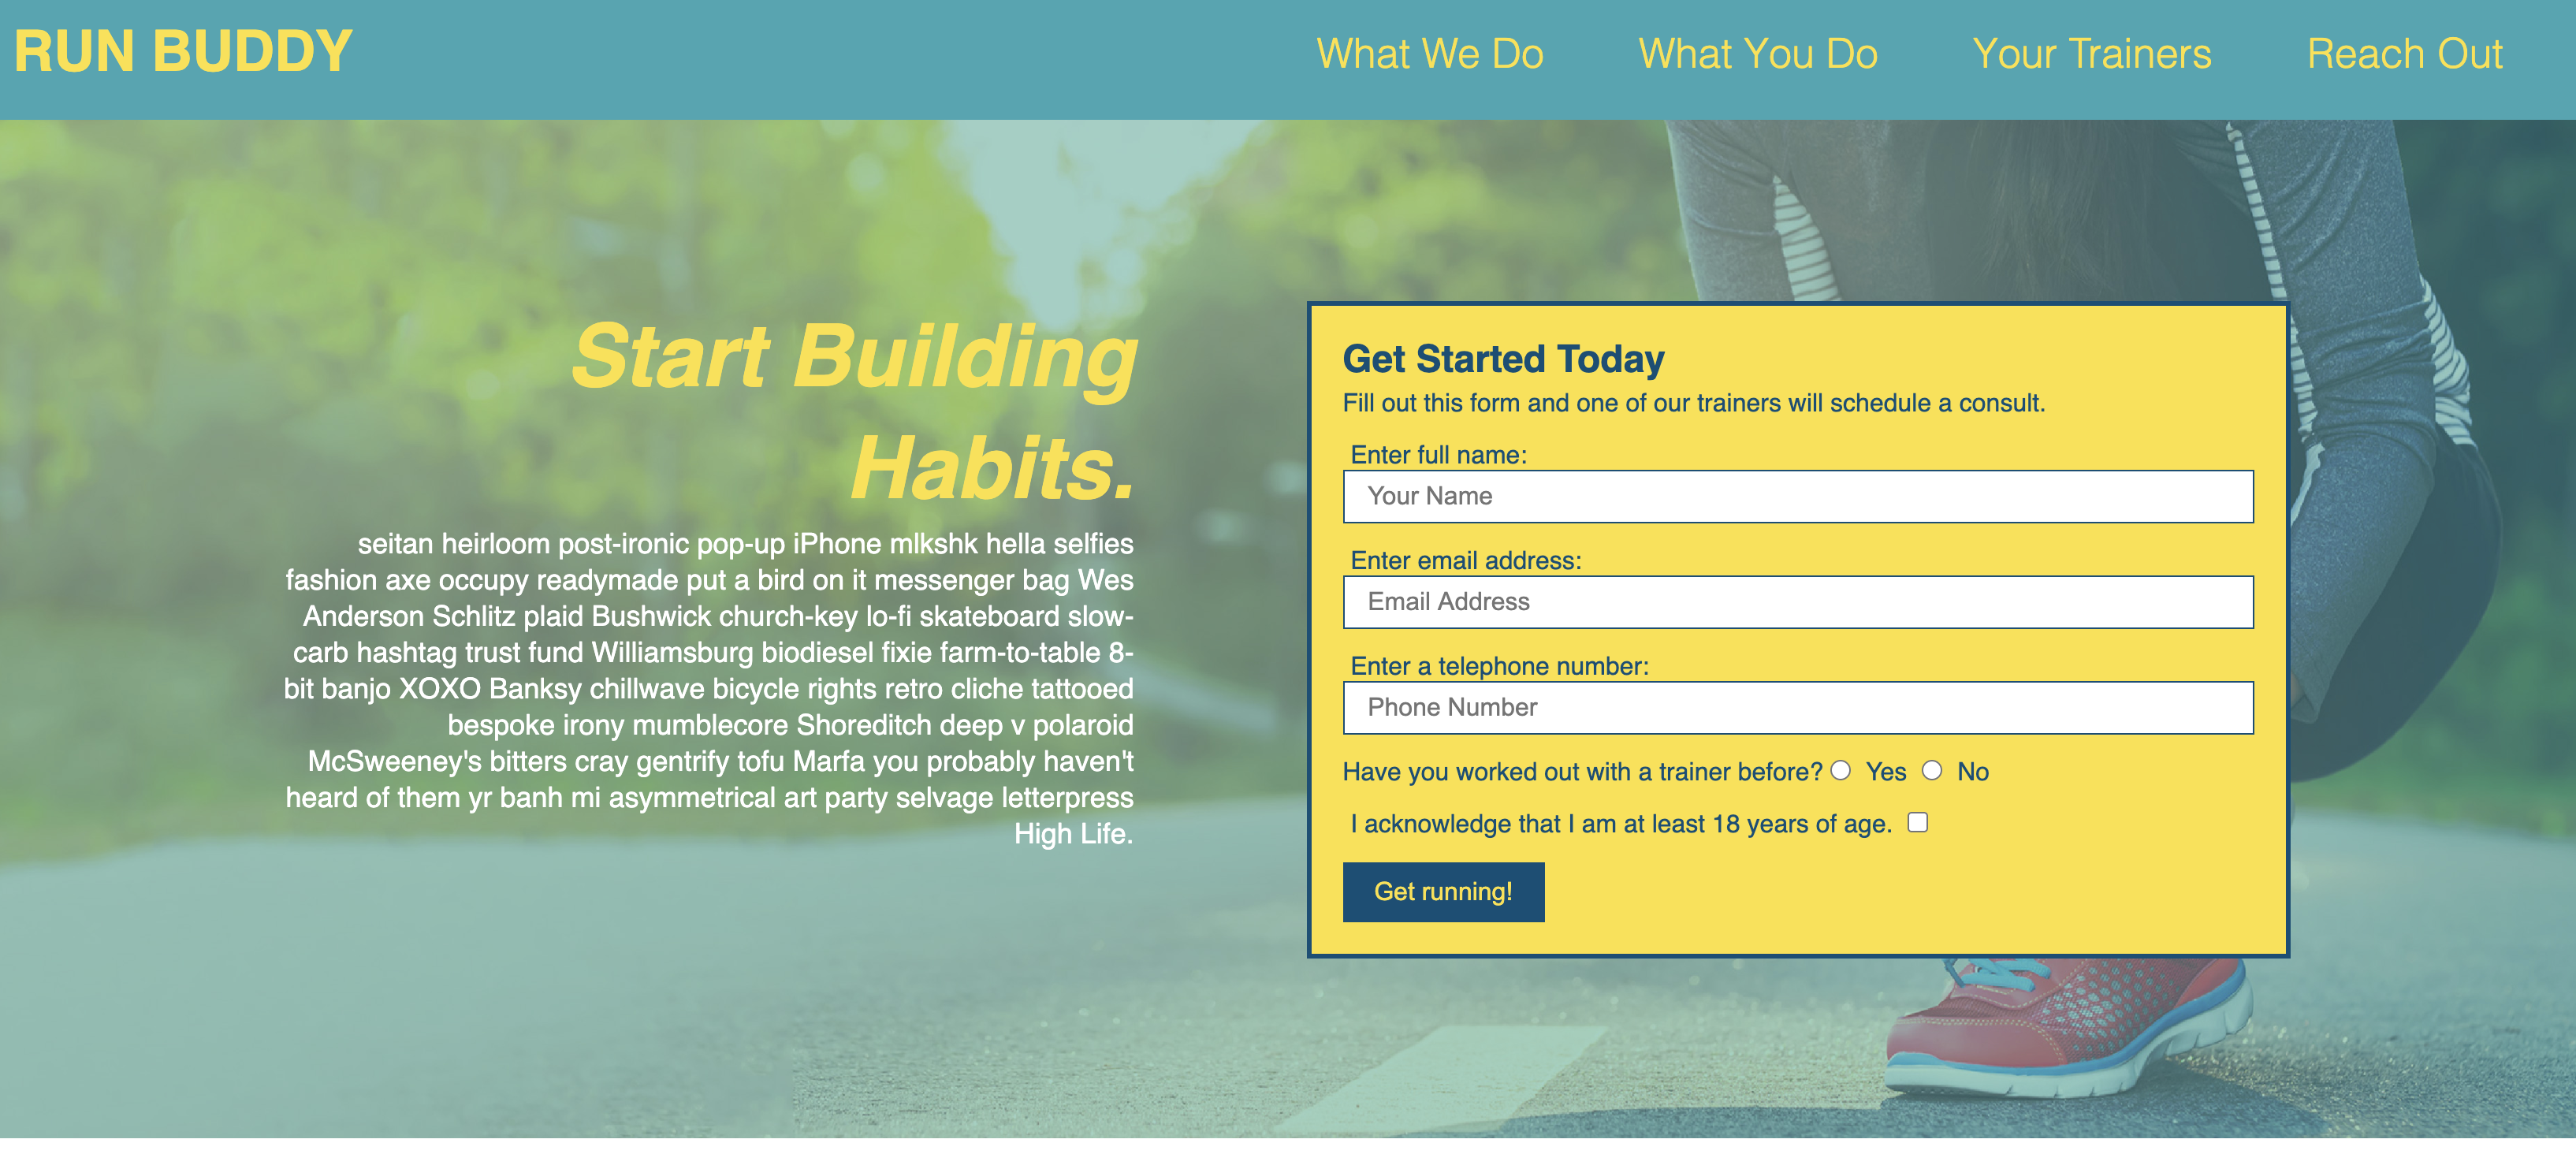 RUN BUDDY
What We Do
What You Do
Your Trainers
Reach Out
Start Building
Habits.
seitan heirloom post-ironic pop-up iPhone mlkshk hella selfies
fashion axe occupy readymade put a bird on it messenger bag Wes
Anderson Schlitz plaid Bushwick church-key lo-fi skateboard slow-
carb hashtag trust fund Williamsburg biodiesel fixie farm-to-table 8-
bit banjo XOXO Banksy chillwave bicycle rights retro cliche tattooed
bespoke irony mumblecore Shoreditch deep v polaroid
McSweeney's bitters cray gentrify tofu Marfa you probably haven't
heard of them yr banh mi asymmetrical art party selvage letterpress
High Life.
Get Started Today
Fill out this form and one of our trainers will schedule a consult.
Enter full name:
Your Name
Enter email address:
Email Address
Enter a telephone number:
Phone Number
Have you worked out with a trainer before? Yes No
I acknowledge that I am at least 18 years of age.
Get running!